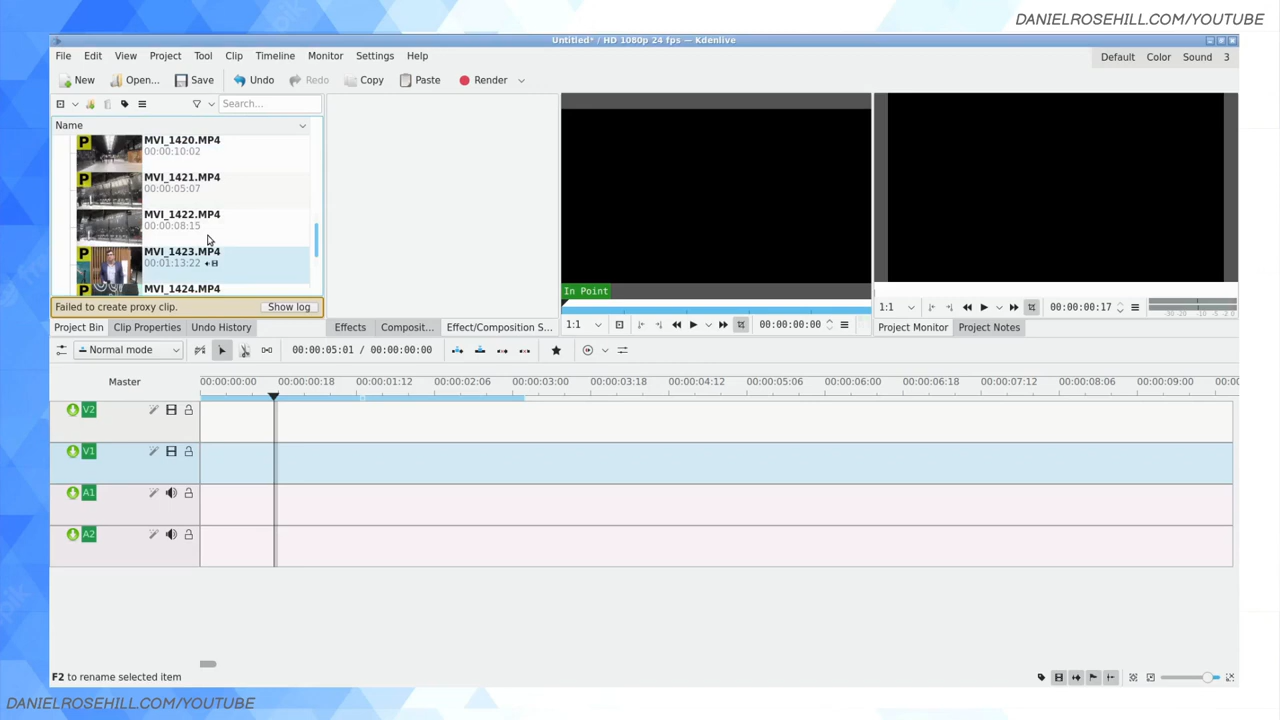 DANIELROSEHILL.COM/YOUTUBE
Untitled* / HD 1080p 24 fps — Kdenlive
File Edit View Project Tool Clip Timeline Monitor Settings Help
Default Color Sound 3
New Open... Save Undo Redo Copy Paste Render
Search...
Name
P MVI_1420.MP4
00:00:10:02
P MVI_1421.MP4
00:00:05:07
P MVI_1422.MP4
00:00:08:15
P MVI_1423.MP4
00:01:13:22
P MVI_1424.MP4
In Point
Failed to create proxy clip. Show log
1:1 00:00:00:00
1:1 00:00:00:17
-30 -20 -10 -5 -2 0
Project Bin Clip Properties Undo History
Effects Composit... Effect/Composition S...
Project Monitor Project Notes
Normal mode 00:00:05:01 / 00:00:00:00
Master 00:00:00:00 00:00:00:18 00:00:01:12 00:00:02:06 00:00:03:00 00:00:03:18 00:00:04:12 00:00:05:06 00:00:06:00 00:00:06:18 00:00:07:12 00:00:08:06 00:00:09:00 00:00
V2
V1
A1
A2
F2 to rename selected item
DANIELROSEHILL.COM/YOUTUBE